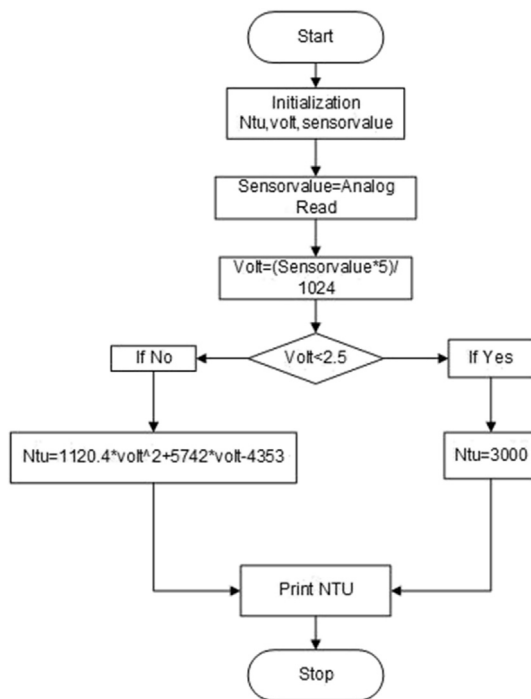 Start
Initialization
Ntu,volt,sensorvalue
Sensorvalue=Analog
Read
Volt=(Sensorvalue*5)/
1024
If No
Volt<2.5
If Yes
Ntu=1120.4*volt^2+5742*volt-4353
Ntu=3000
Print NTU
Stop